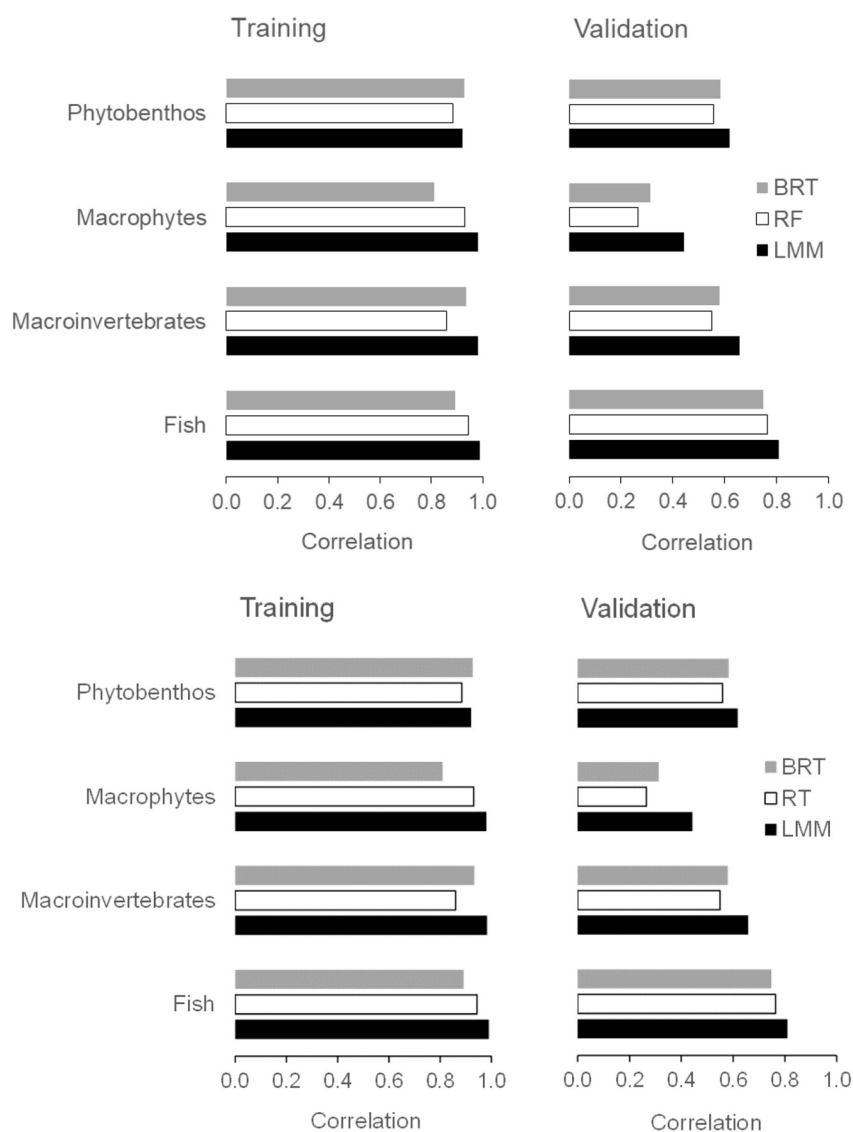 Training Validation
Phytobenthos
BRT
Macrophytes
RF
LMM
Macroinvertebrates
Fish
0.0 0.2 0.4 0.6 0.8 1.0 0.0 0.2 0.4 0.6 0.8 1.0
Correlation Correlation
Training Validation
Phytobenthos
BRT
Macrophytes
RT
LMM
Macroinvertebrates
Fish
0.0 0.2 0.4 0.6 0.8 1.0 0.0 0.2 0.4 0.6 0.8 1.0
Correlation Correlation